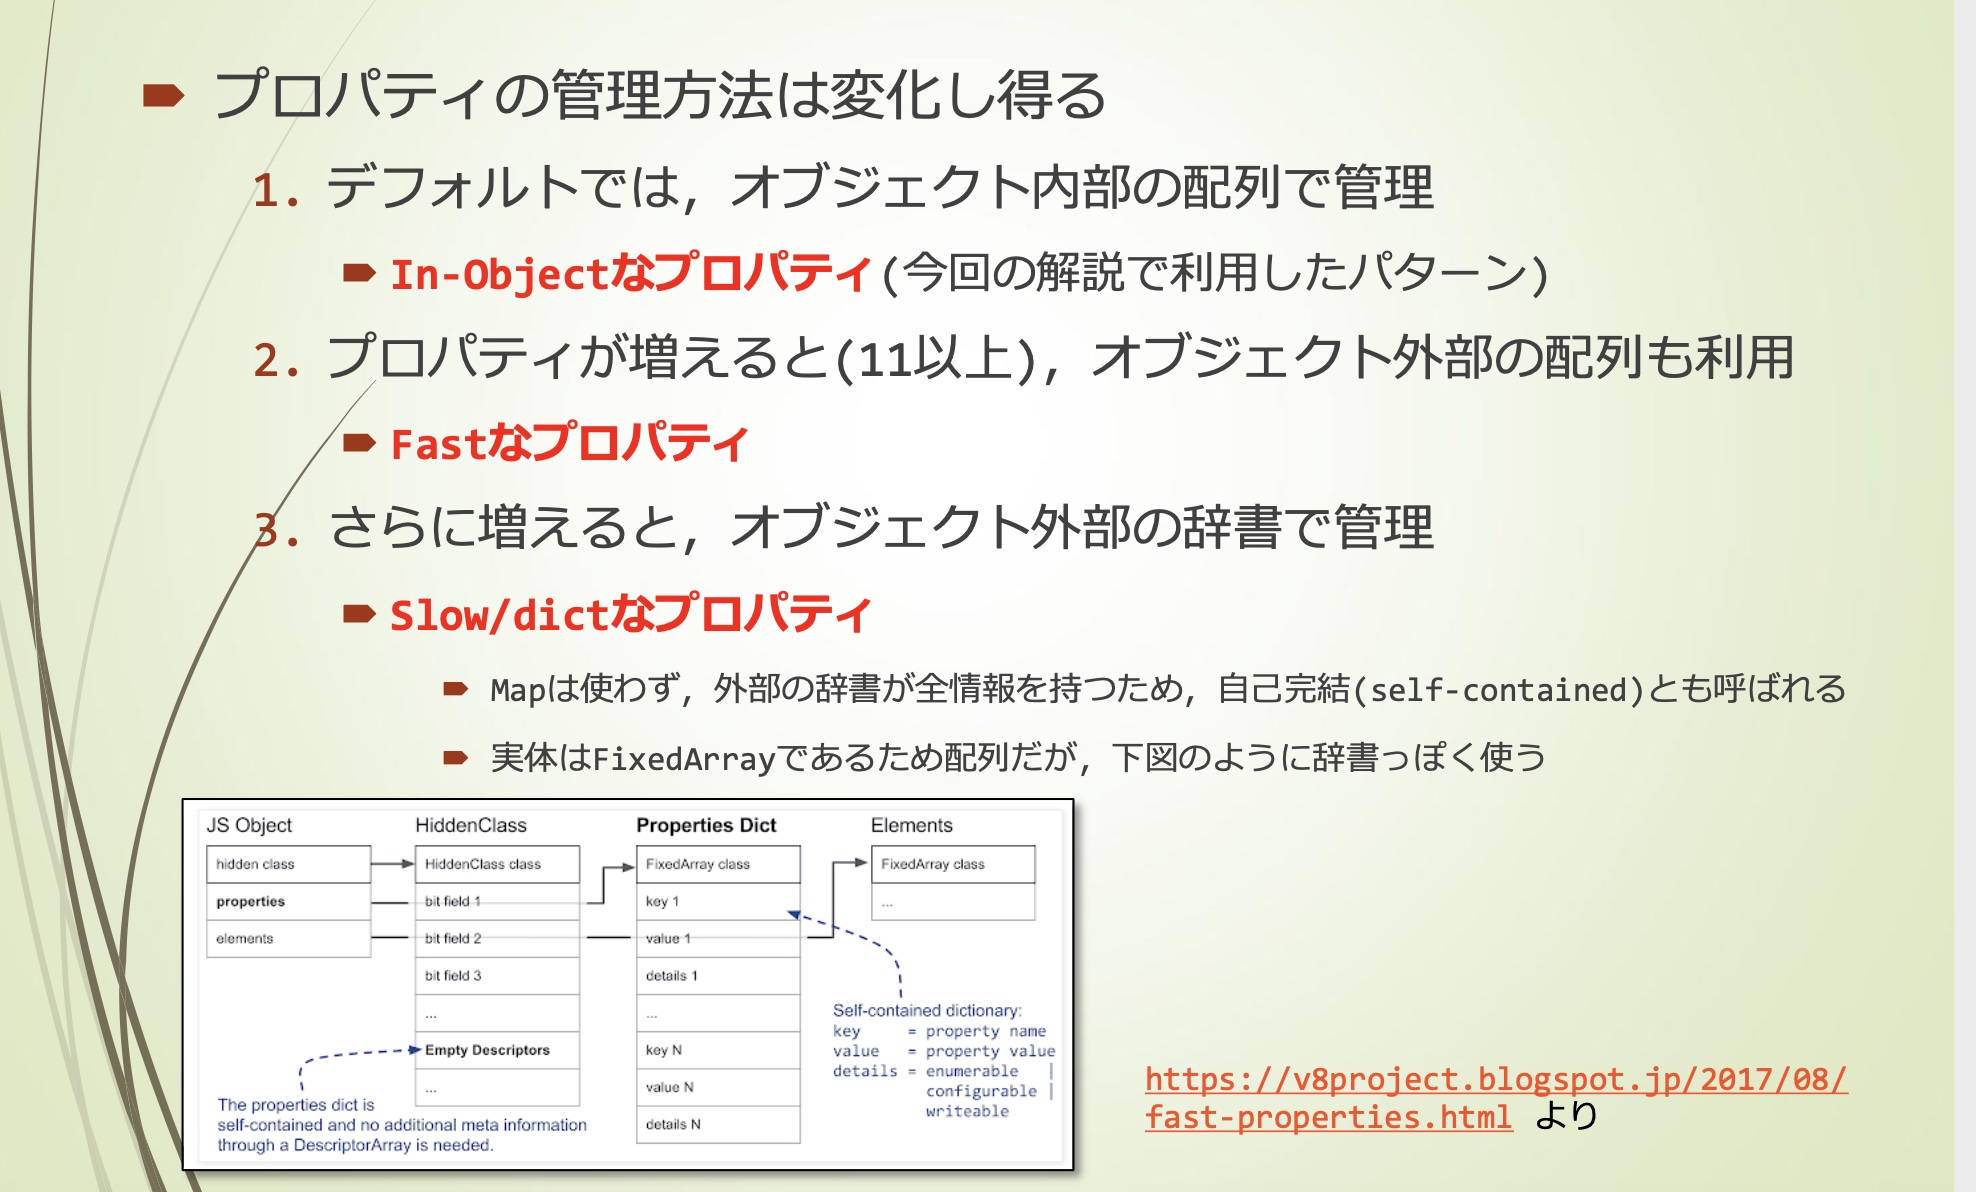 プロパティの管理方法は変化し得る
1. デフォルトでは，オブジェクト内部の配列で管理
In-Objectなプロパティ(今回の解説で利用したパターン)
2. プロパティが増えると(11以上)，オブジェクト外部の配列も利用
Fastなプロパティ
3. さらに増えると，オブジェクト外部の辞書で管理
Slow/dictなプロパティ
Mapは使わず，外部の辞書が全情報を持つため，自己完結(self-contained)とも呼ばれる
実体はFixedArrayであるため配列だが，下図のように辞書っぽく使う
JS Object
hidden class
properties
elements
HiddenClass
HiddenClass class
bit field 1
bit field 2
bit field 3
...
Empty Descriptors
...
Properties Dict
FixedArray class
key 1
value 1
details 1
...
key N
value N
details N
Elements
FixedArray class
...
The properties dict is
self-contained and no additional meta information
through a DescriptorArray is needed.
Self-contained dictionary:
key = property name
value = property value
details = enumerable |
configurable |
writeable
https://v8project.blogspot.jp/2017/08/
fast-properties.html より